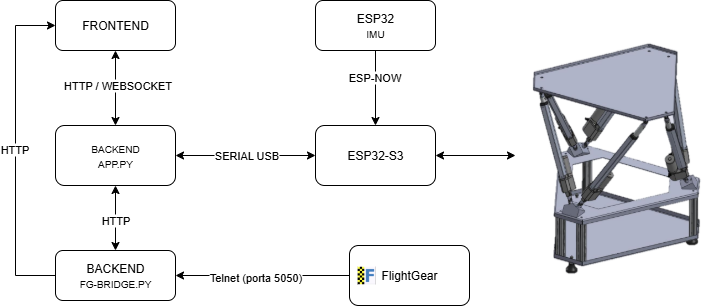 FRONTEND
ESP32
IMU
HTTP / WEBSOCKET
ESP-NOW
HTTP
BACKEND
APP.PY
SERIAL USB
ESP32-S3
HTTP
BACKEND
FG-BRIDGE.PY
Telnet (porta 5050)
F
FlightGear